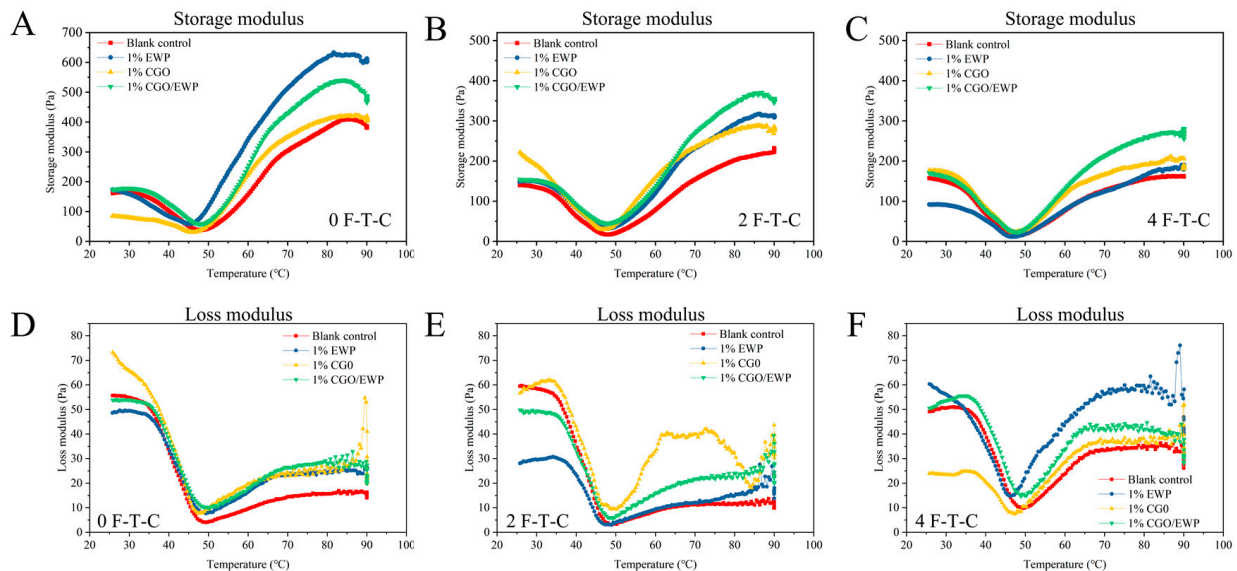 A
Storage modulus
700
600
500
400
300
200
100
0
Storage modulus (Pa)
Blank control
1% EWP
1% CGO
1% CGO/EWP
0 F-T-C
20 30 40 50 60 70 80 90 100
Temperature (℃)
B
Storage modulus
500
400
300
200
100
0
Storage modulus (Pa)
Blank control
1% EWP
1% CGO
1% CGO/EWP
2 F-T-C
20 30 40 50 60 70 80 90 100
Temperature (℃)
C
Storage modulus
500
400
300
200
100
0
Storage modulus (Pa)
Blank control
1% EWP
1% CGO
1% CGO/EWP
4 F-T-C
20 30 40 50 60 70 80 90 100
Temperature (℃)
D
Loss modulus
80
70
60
50
40
30
20
10
0
Loss modulus (Pa)
Blank control
1% EWP
1% CG0
1% CGO/EWP
0 F-T-C
20 30 40 50 60 70 80 90 100
Temperature (℃)
E
Loss modulus
80
70
60
50
40
30
20
10
0
Loss modulus (Pa)
Blank control
1% EWP
1% CG0
1% CGO/EWP
2 F-T-C
20 30 40 50 60 70 80 90 100
Temperature (℃)
F
Loss modulus
80
70
60
50
40
30
20
10
0
Loss modulus (Pa)
Blank control
1% EWP
1% CG0
1% CGO/EWP
4 F-T-C
20 30 40 50 60 70 80 90 100
Temperature (℃)